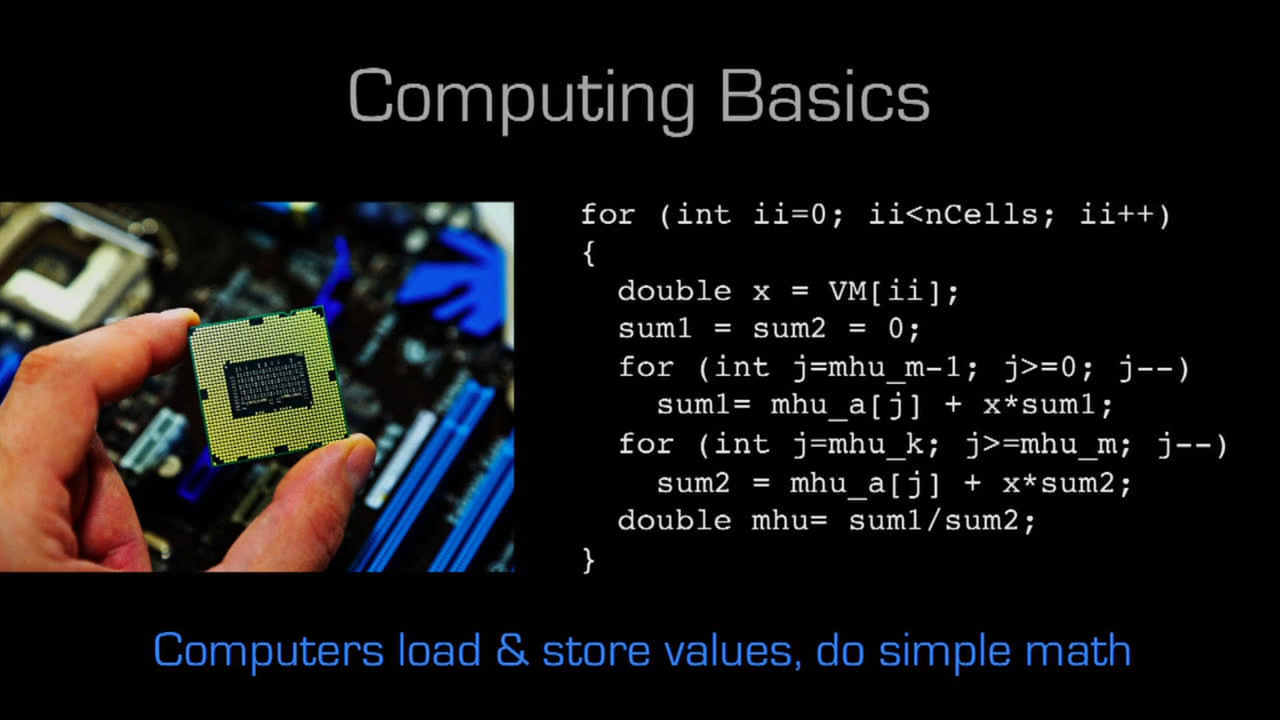 Computing Basics
for (int ii=0; ii<nCells; ii++)
{
  double x = VM[ii];
  sum1 = sum2 = 0;
  for (int j=mhu_m-1; j>=0; j--)
    sum1= mhu_a[j] + x*sum1;
  for (int j=mhu_k; j>=mhu_m; j--)
    sum2 = mhu_a[j] + x*sum2;
  double mhu= sum1/sum2;
}
Computers load & store values, do simple math